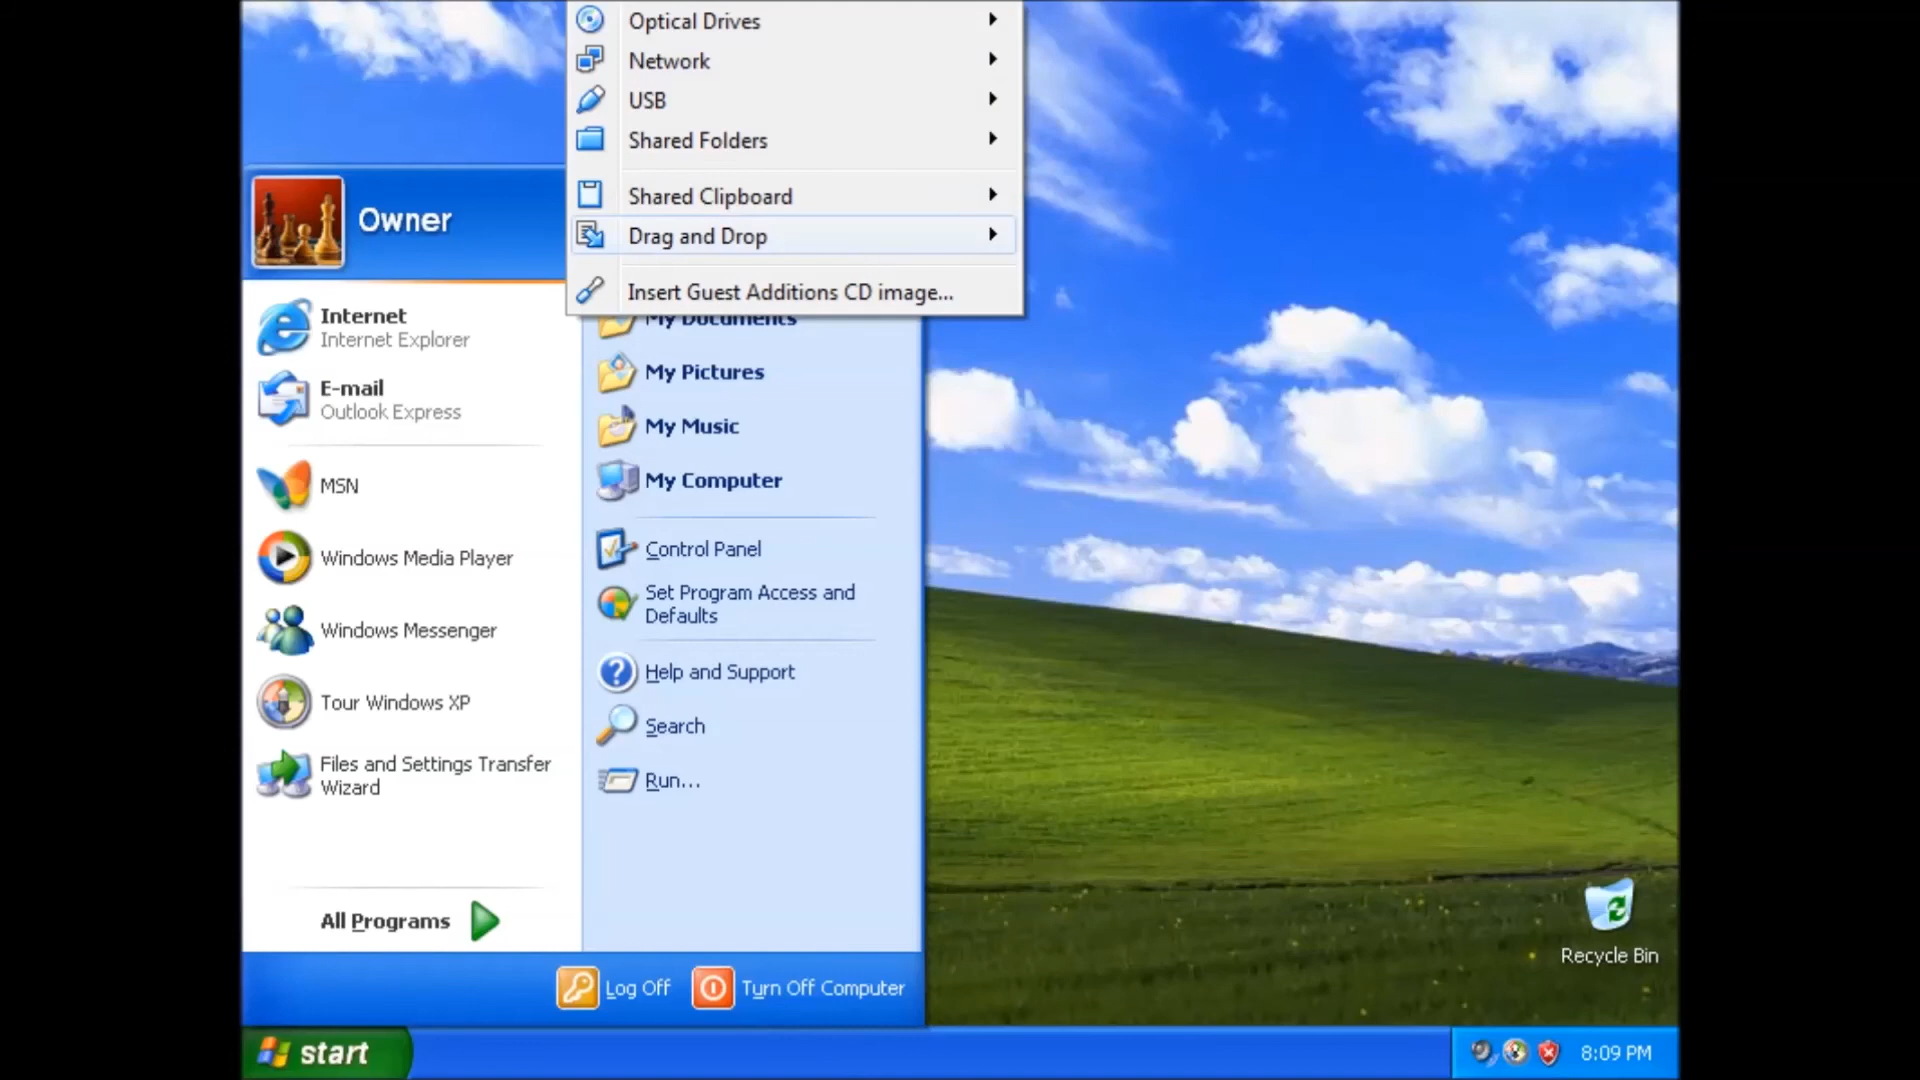 Optical Drives
Network
USB
Shared Folders
Shared Clipboard
Drag and Drop
Insert Guest Additions CD image...
Owner
Internet
Internet Explorer
E-mail
Outlook Express
MSN
Windows Media Player
Windows Messenger
Tour Windows XP
Files and Settings Transfer
Wizard
All Programs
My Documents
My Pictures
My Music
My Computer
Control Panel
Set Program Access and
Defaults
Help and Support
Search
Run...
Log Off
Turn Off Computer
Recycle Bin
start
8:09 PM